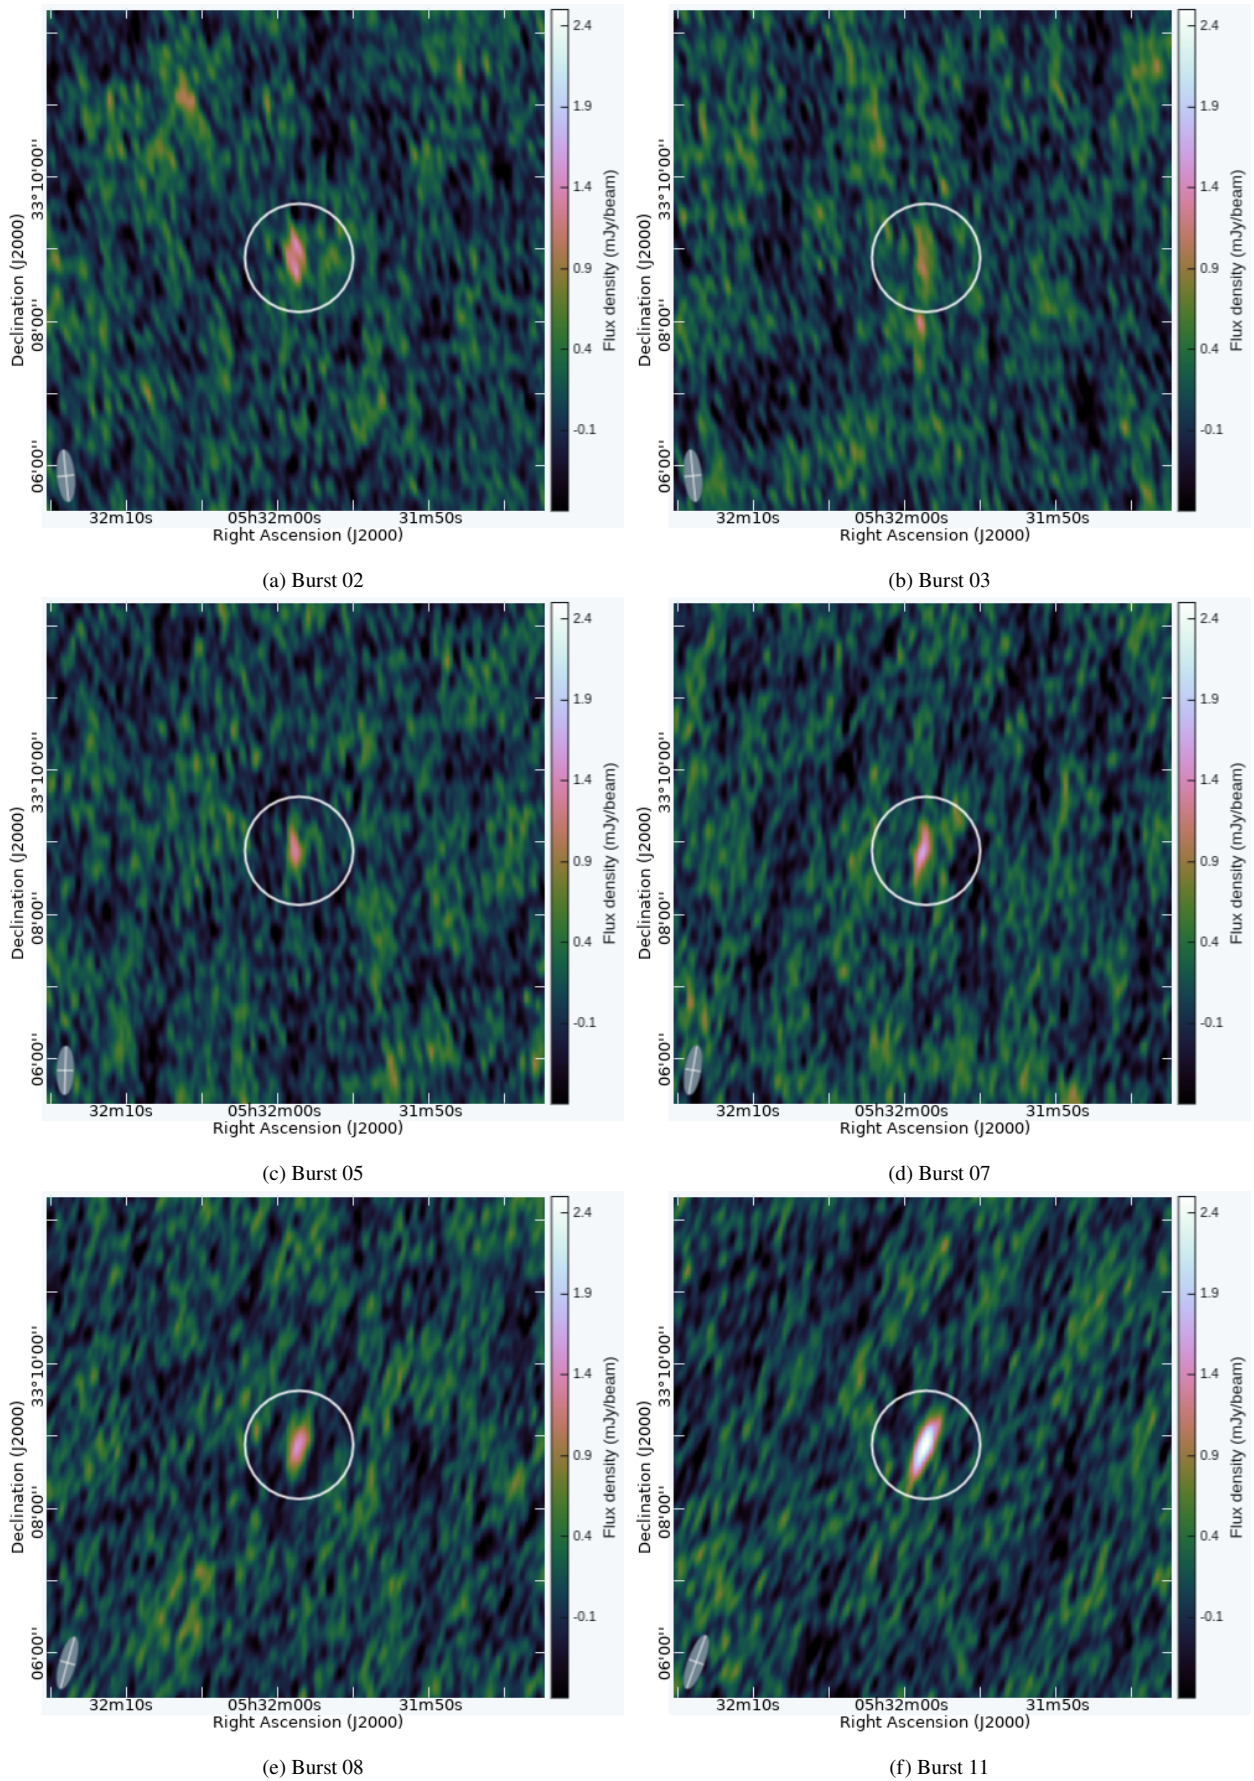 2.4
1.9
1.4
0.9
0.4
-0.1
Flux density (mJy/beam)
Declination (J2000)
33°10'00''
08'00''
06'00''
32m10s
05h32m00s
31m50s
Right Ascension (J2000)
(a) Burst 02
2.4
1.9
1.4
0.9
0.4
-0.1
Flux density (mJy/beam)
Declination (J2000)
33°10'00''
08'00''
06'00''
32m10s
05h32m00s
31m50s
Right Ascension (J2000)
(b) Burst 03
2.4
1.9
1.4
0.9
0.4
-0.1
Flux density (mJy/beam)
Declination (J2000)
33°10'00''
08'00''
06'00''
32m10s
05h32m00s
31m50s
Right Ascension (J2000)
(c) Burst 05
2.4
1.9
1.4
0.9
0.4
-0.1
Flux density (mJy/beam)
Declination (J2000)
33°10'00''
08'00''
06'00''
32m10s
05h32m00s
31m50s
Right Ascension (J2000)
(d) Burst 07
2.4
1.9
1.4
0.9
0.4
-0.1
Flux density (mJy/beam)
Declination (J2000)
33°10'00''
08'00''
06'00''
32m10s
05h32m00s
31m50s
Right Ascension (J2000)
(e) Burst 08
2.4
1.9
1.4
0.9
0.4
-0.1
Flux density (mJy/beam)
Declination (J2000)
33°10'00''
08'00''
06'00''
32m10s
05h32m00s
31m50s
Right Ascension (J2000)
(f) Burst 11